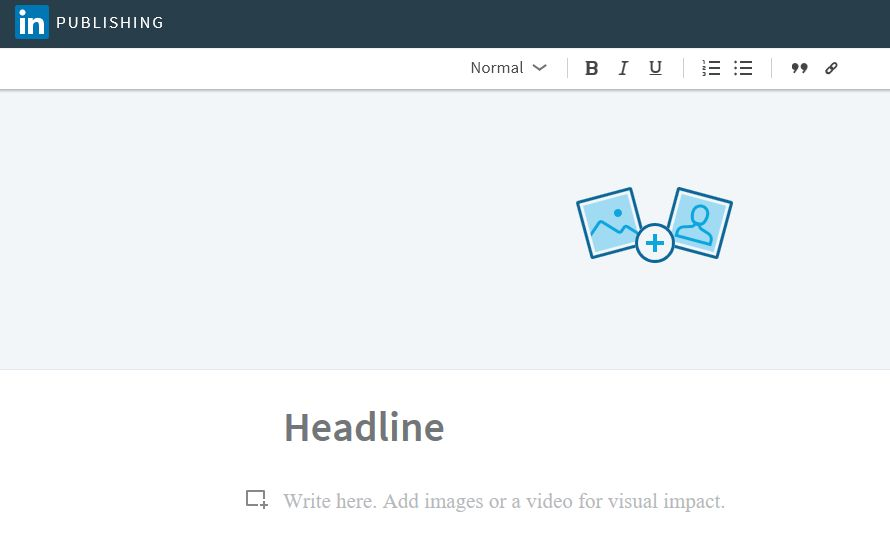 in PUBLISHING
Normal B I U
Headline
Write here. Add images or a video for visual impact.